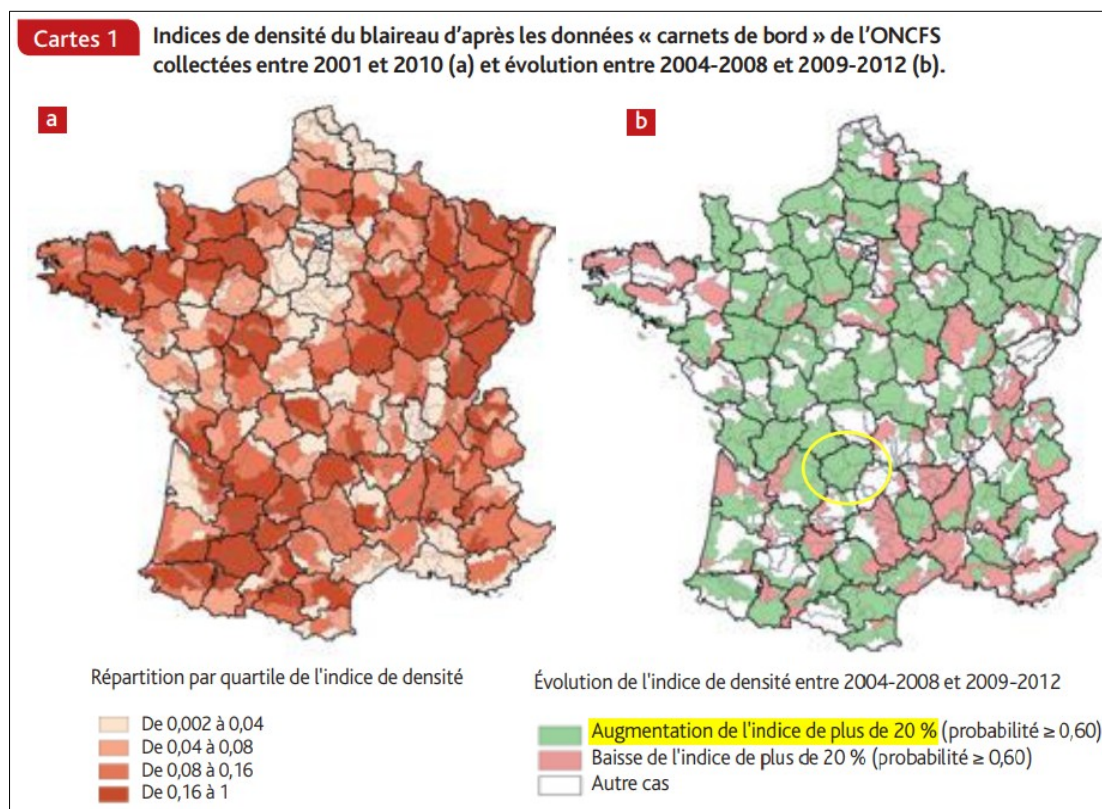 Cartes 1
Indices de densité du blaireau d'après les données « carnets de bord » de l'ONCFS
collectées entre 2001 et 2010 (a) et évolution entre 2004-2008 et 2009-2012 (b).
a
b
Répartition par quartile de l'indice de densité
De 0,002 à 0,04
De 0,04 à 0,08
De 0,08 à 0,16
De 0,16 à 1
Évolution de l'indice de densité entre 2004-2008 et 2009-2012
Augmentation de l'indice de plus de 20 % (probabilité ≥ 0,60)
Baisse de l'indice de plus de 20 % (probabilité ≥ 0,60)
Autre cas